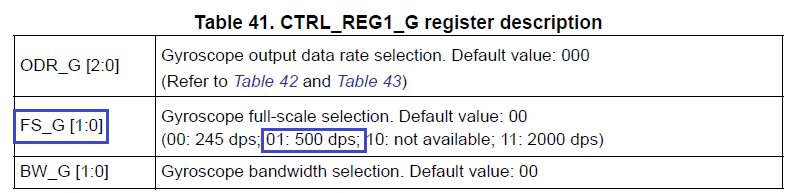 Table 41. CTRL_REG1_G register description
ODR_G [2:0]
Gyroscope output data rate selection. Default value: 000
(Refer to Table 42 and Table 43)
FS_G [1:0]
Gyroscope full-scale selection. Default value: 00
(00: 245 dps; 01: 500 dps; 10: not available; 11: 2000 dps)
BW_G [1:0]
Gyroscope bandwidth selection. Default value: 00